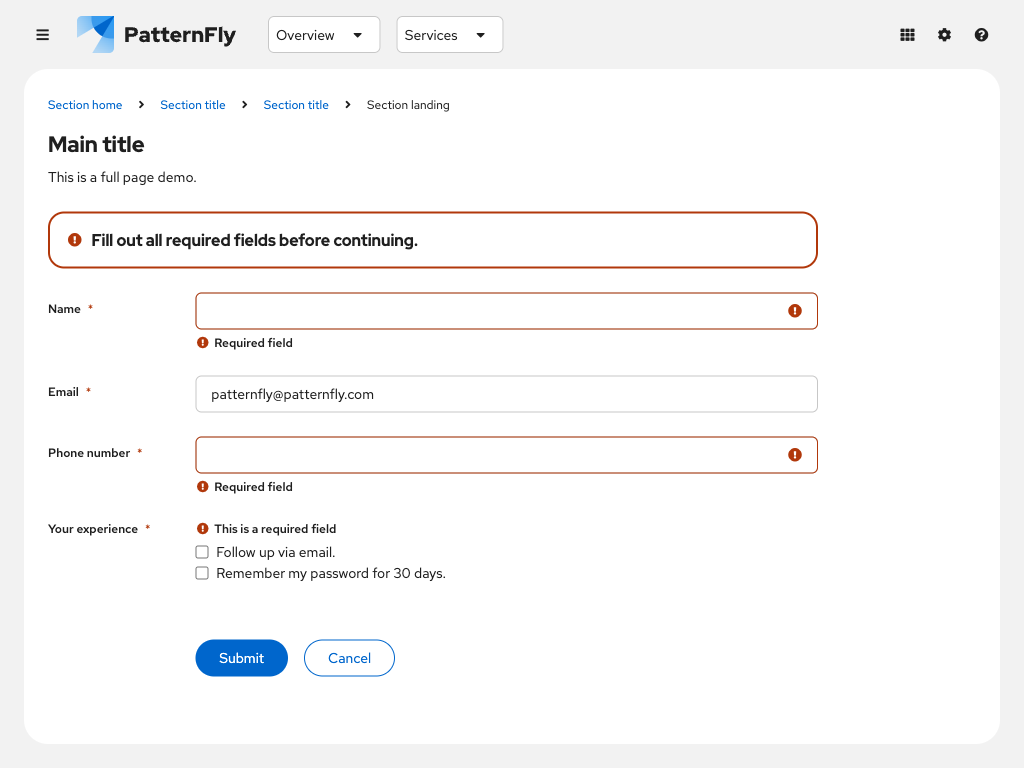 PatternFly Overview Services
Section home Section title Section title Section landing
Main title
This is a full page demo.
Fill out all required fields before continuing.
Name *
Required field
Email * patternfly@patternfly.com
Phone number *
Required field
Your experience * This is a required field
Follow up via email.
Remember my password for 30 days.
Submit Cancel